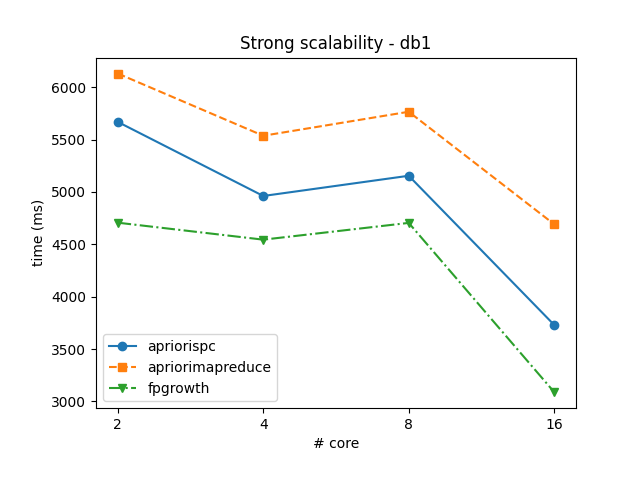 Strong scalability - db1
6000
5500
5000
4500
4000
3500
3000
time (ms)
apriorispc
apriorimapreduce
fpgrowth
2 4 8 16
# core